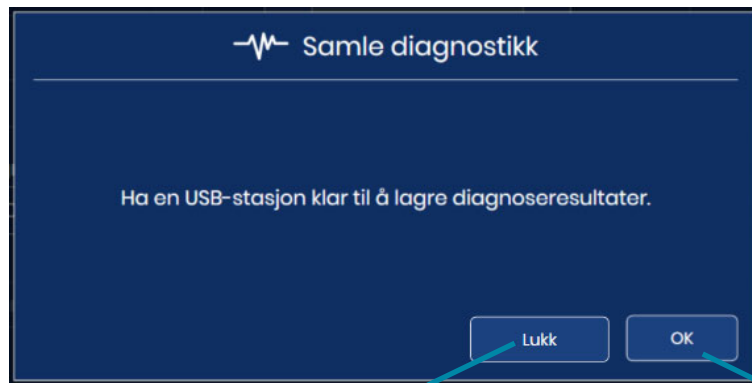 Samle diagnostikk
Ha en USB-stasjon klar til å lagre diagnoseresultater.
Lukk
OK